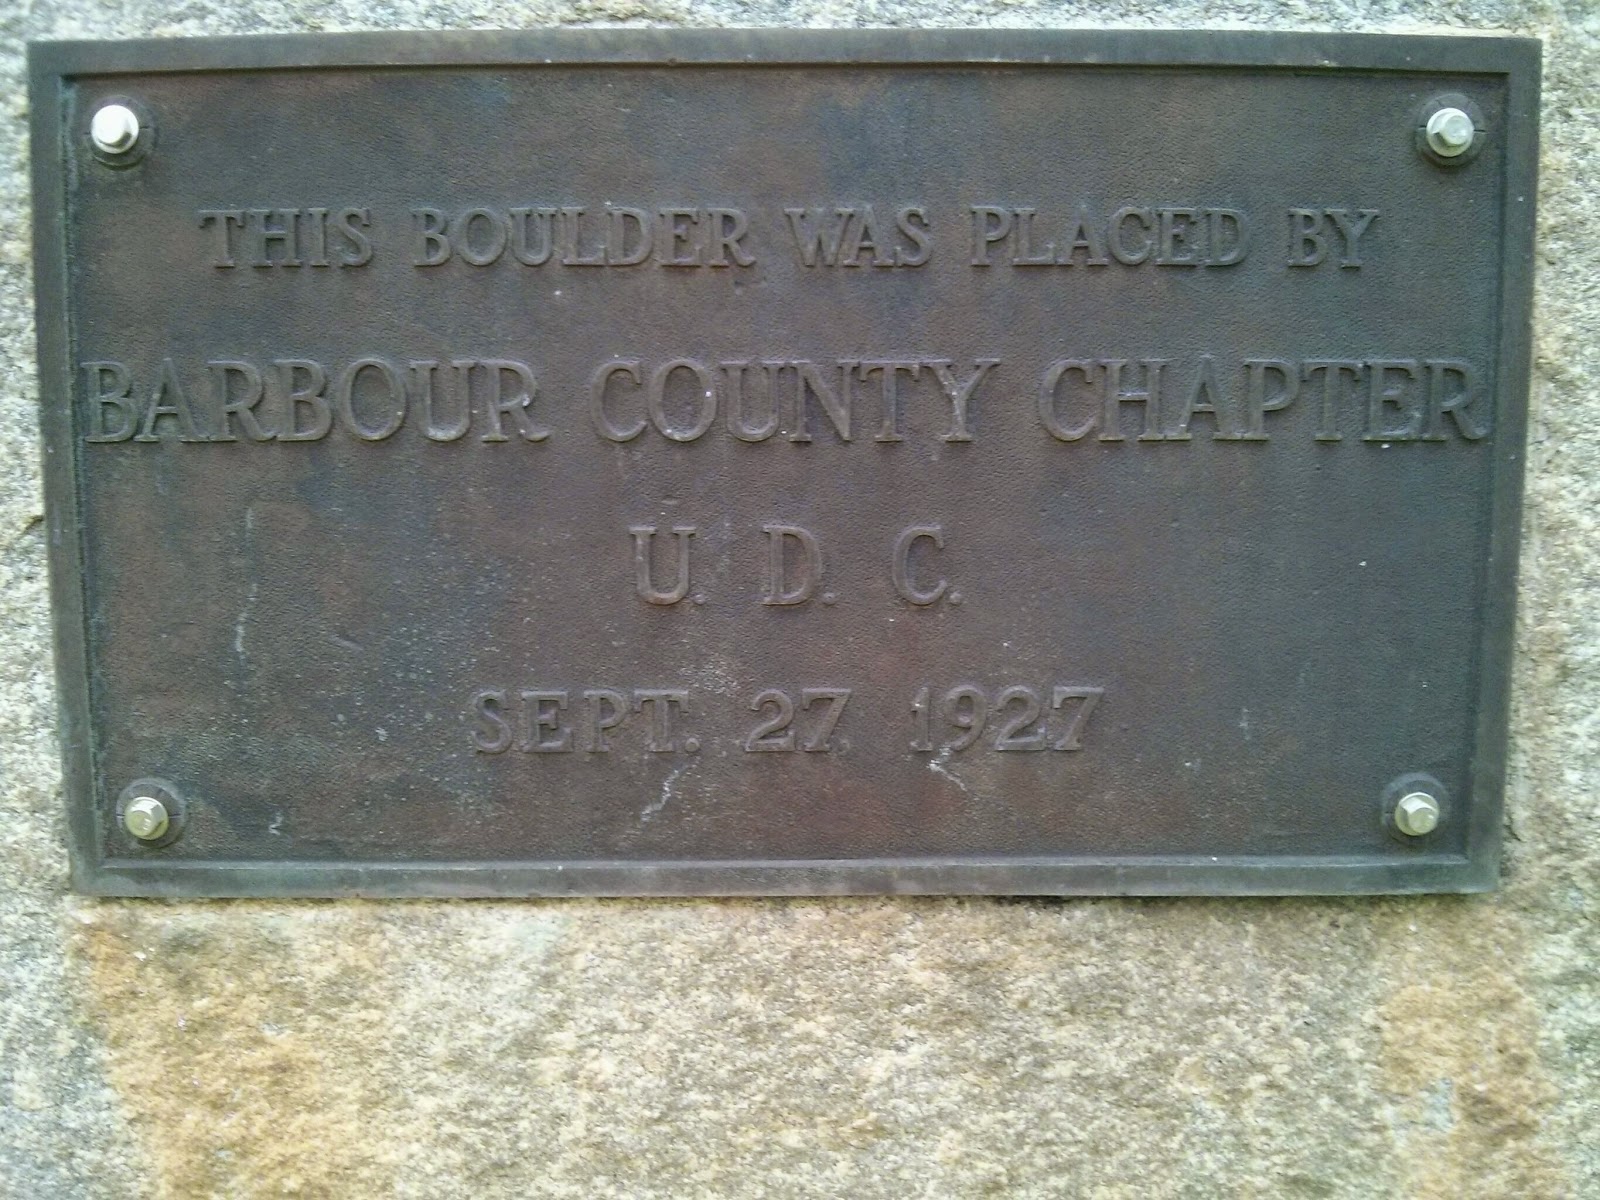 THIS BOULDER WAS PLACED BY
BARBOUR COUNTY CHAPTER
U. D. C.
SEPT. 27, 1927